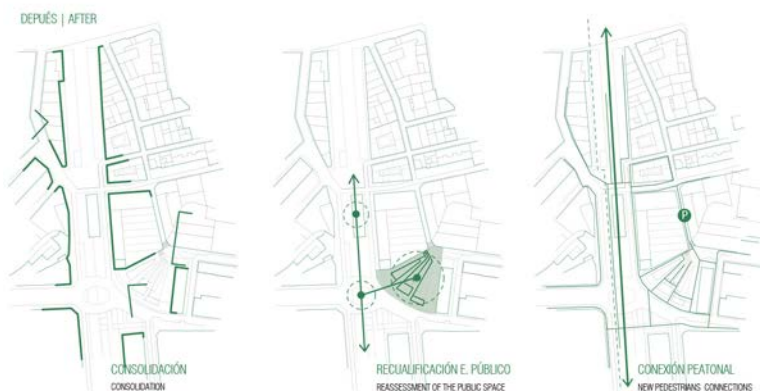 DEPUÉS | AFTER
P
CONSOLIDACIÓN
CONSOLIDATION
RECUALIFICACIÓN E. PÚBLICO
REASSESSMENT OF THE PUBLIC SPACE
CONEXIÓN PEATONAL
NEW PEDESTRIANS CONNECTIONS